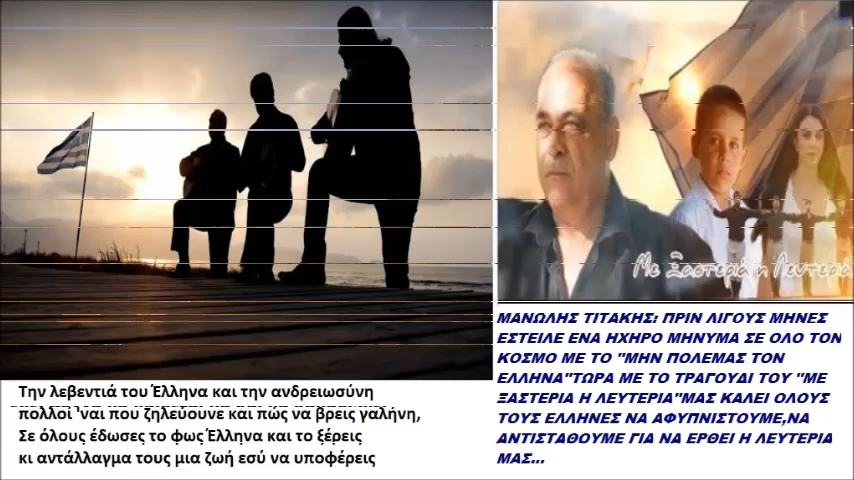 Με Ξαστεριά η Λευτεριά
ΜΑΝΩΛΗΣ ΤΙΤΑΚΗΣ: ΠΡΙΝ ΛΙΓΟΥΣ ΜΗΝΕΣ
ΕΣΤΕΙΛΕ ΕΝΑ ΗΧΗΡΟ ΜΗΝΥΜΑ ΣΕ ΟΛΟ ΤΟΝ
ΚΟΣΜΟ ΜΕ ΤΟ "ΜΗΝ ΠΟΛΕΜΑΣ ΤΟΝ
ΕΛΛΗΝΑ"ΤΩΡΑ ΜΕ ΤΟ ΤΡΑΓΟΥΔΙ ΤΟΥ "ΜΕ
ΞΑΣΤΕΡΙΑ Η ΛΕΥΤΕΡΙΑ"ΜΑΣ ΚΑΛΕΙ ΟΛΟΥΣ
ΤΟΥΣ ΕΛΛΗΝΕΣ ΝΑ ΑΦΥΠΝΙΣΤΟΥΜΕ,ΝΑ
ΑΝΤΙΣΤΑΘΟΥΜΕ ΓΙΑ ΝΑ ΕΡΘΕΙ Η ΛΕΥΤΕΡΙΑ
ΜΑΣ...
Την λεβεντιά του Έλληνα και την ανδρειωσύνη
πολλοί 'ναι που ζηλεύουνε και πώς να βρεις γαλήνη,
Σε όλους έδωσες το φως Έλληνα και το ξέρεις
κι αντάλλαγμα τους μια ζωή εσύ να υποφέρεις